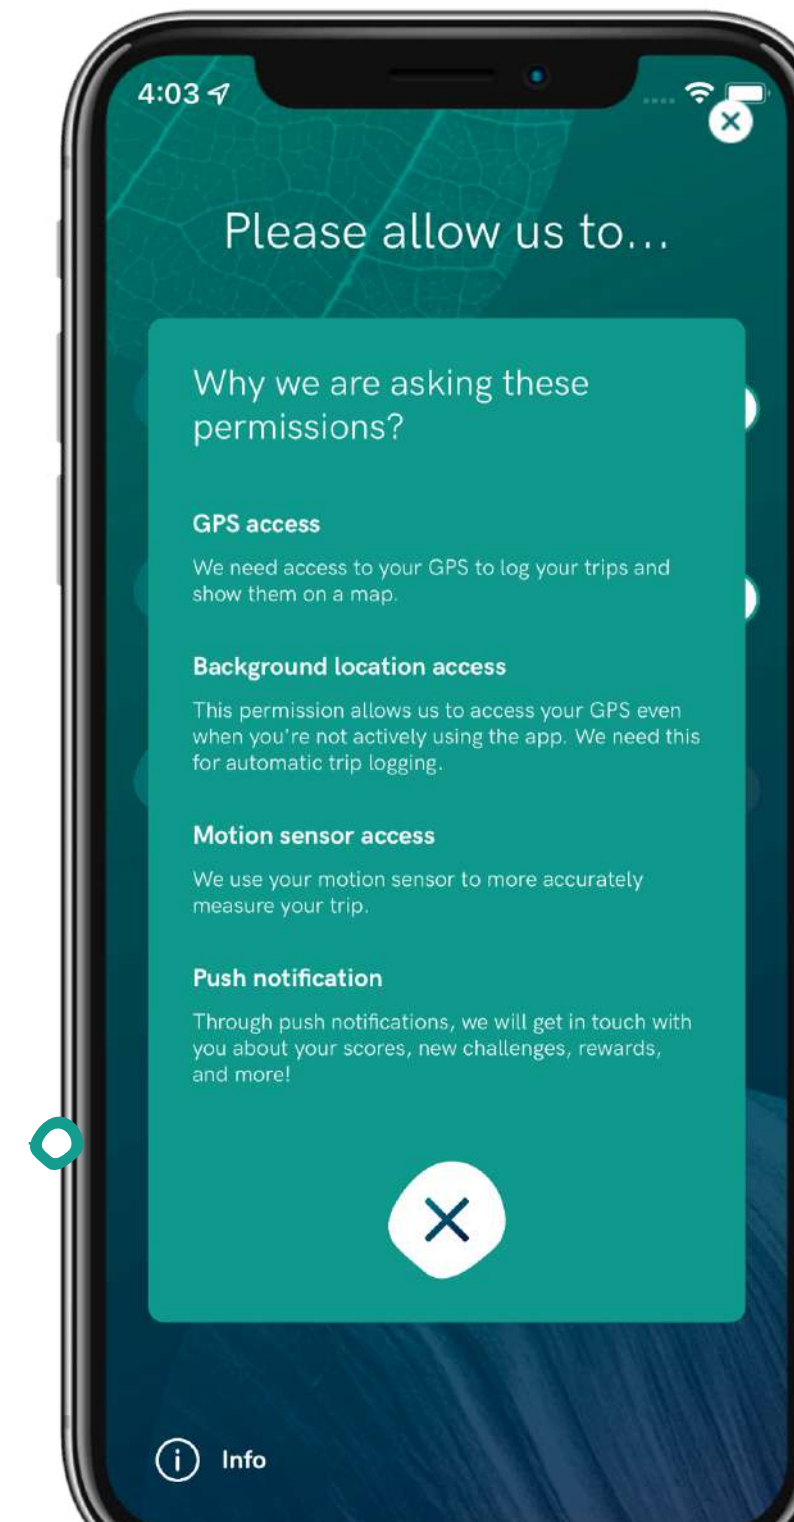 4:03
Please allow us to...
Why we are asking these
permissions?
GPS access
We need access to your GPS to log your trips and
show them on a map.
Background location access
This permission allows us to access your GPS even
when you're not actively using the app. We need this
for automatic trip logging.
Motion sensor access
We use your motion sensor to more accurately
measure your trip.
Push notification
Through push notifications, we will get in touch with
you about your scores, new challenges, rewards,
and more!
Info